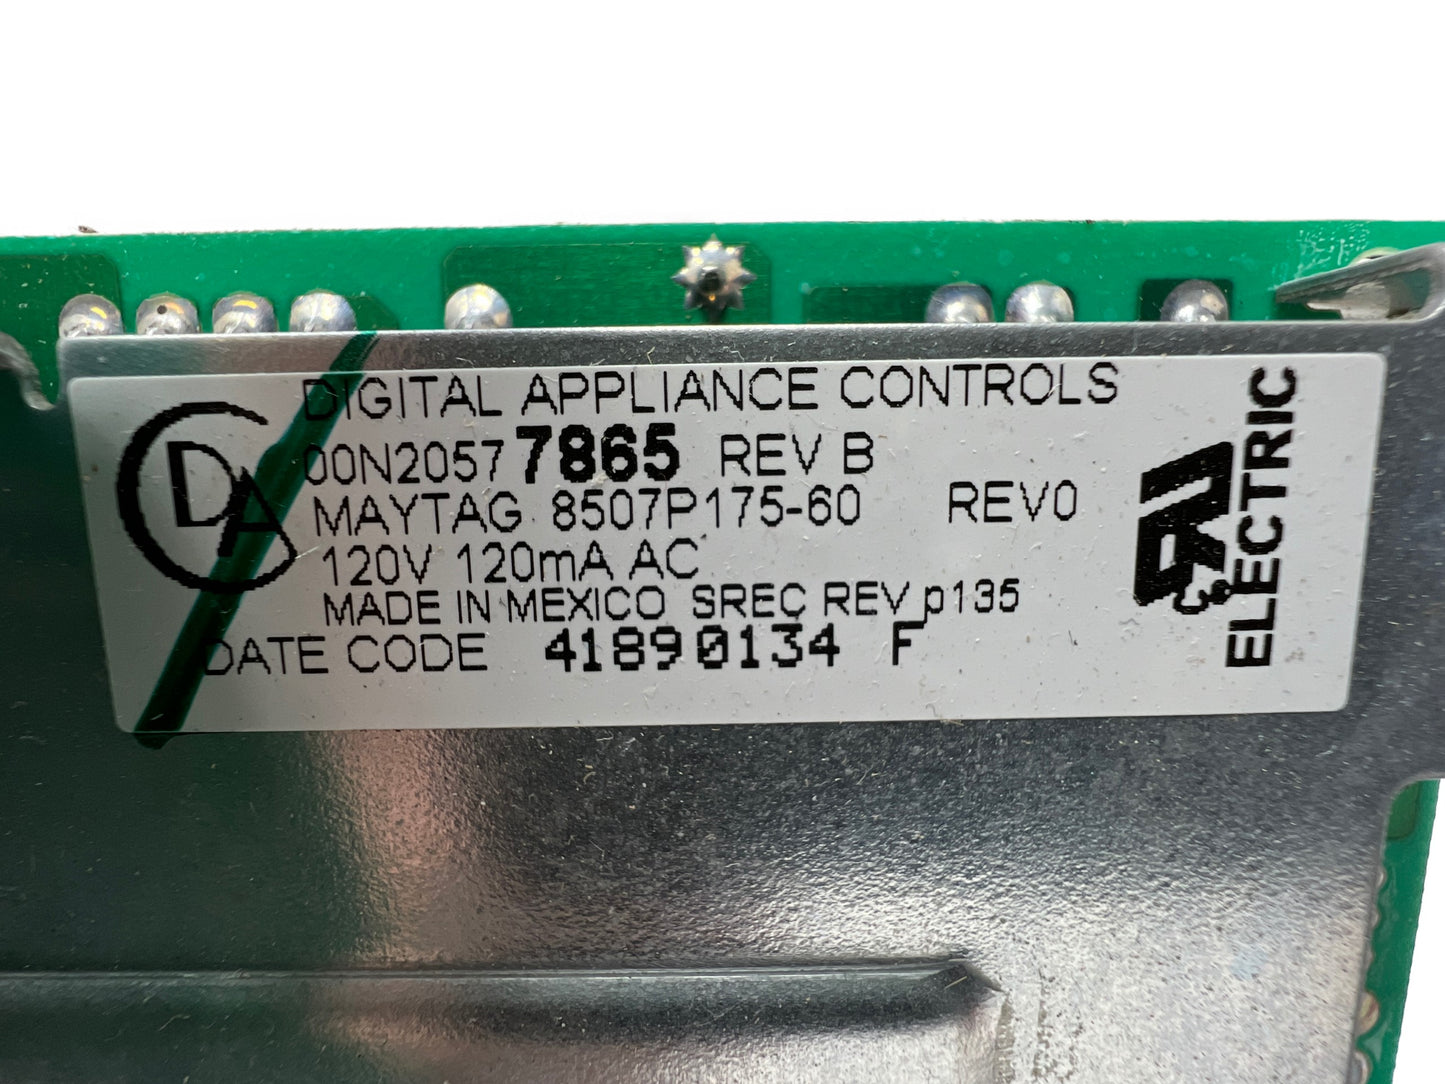 DIGITAL APPLIANCE CONTROLS
DA
00N20577865 REV B
MAYTAG 8507P175-60 REV0
120V 120mA AC
MADE IN MEXICO SREC REV p135
DATE CODE 41890134 F
ELECTRIC